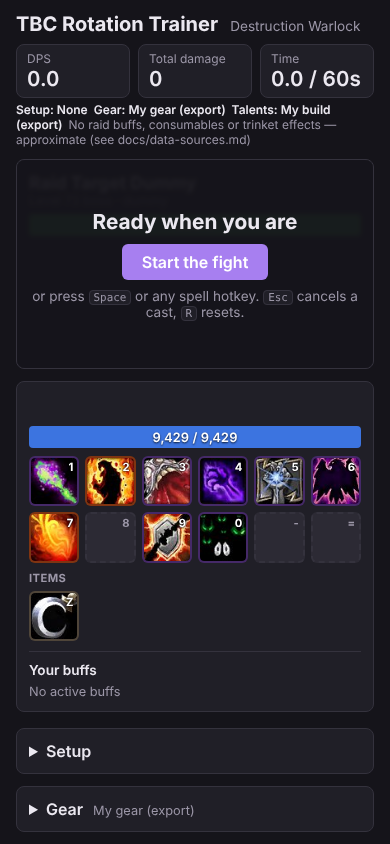 TBC Rotation Trainer Destruction Warlock
DPS Total damage Time
0.0 0 0.0 / 60s
Setup: None Gear: My gear (export) Talents: My build
(export) No raid buffs, consumables or trinket effects —
approximate (see docs/data-sources.md)
Raid Target Dummy
Ready when you are
Start the fight
or press Space or any spell hotkey. Esc cancels a
cast, R resets.
9,429 / 9,429
1 2 3 4 5 6
7 8 9 0 - =
ITEMS
Z
Your buffs
No active buffs
Setup
Gear My gear (export)